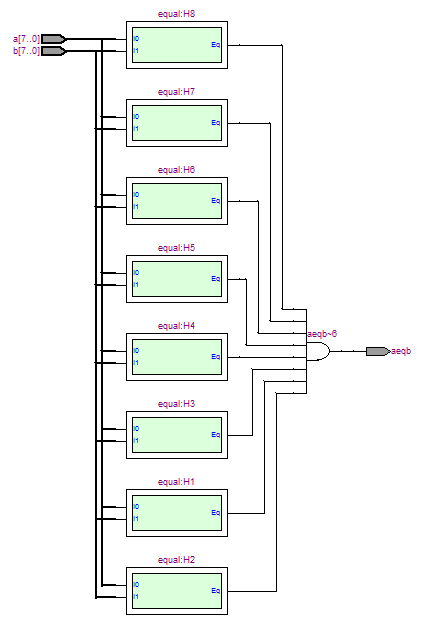 equal:H8
a[7..0]
b[7..0]
I0
I1
Eq
equal:H7
I0
I1
Eq
equal:H6
I0
I1
Eq
equal:H5
I0
I1
Eq
aeqb~6
aeqb
equal:H4
I0
I1
Eq
equal:H3
I0
I1
Eq
equal:H1
I0
I1
Eq
equal:H2
I0
I1
Eq